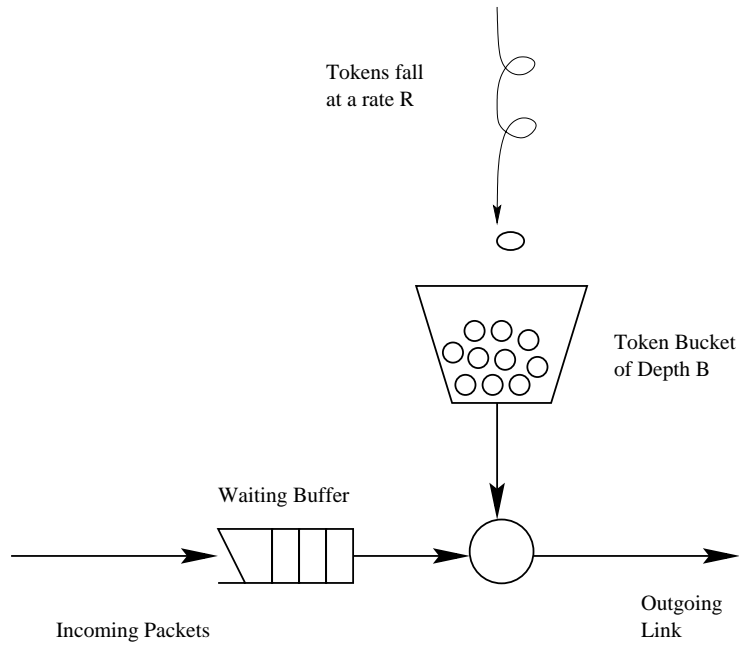 Tokens fall
at a rate R
Token Bucket
of Depth B
Waiting Buffer
Incoming Packets
Outgoing
Link